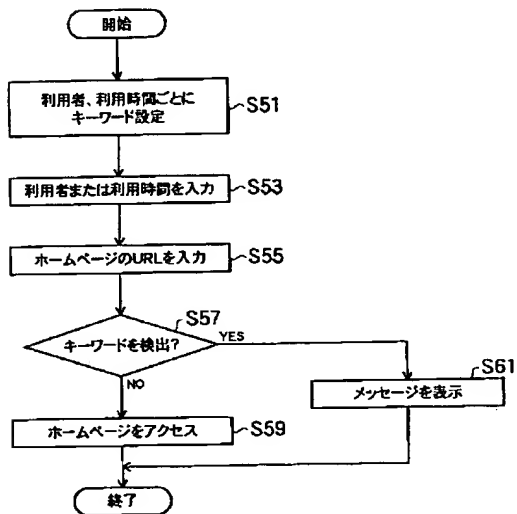 開始
利用者、利用時間ごとに
キーワード設定
S51
利用者または利用時間を入力
S53
ホームページのURLを入力
S55
キーワードを検出?
S57
YES
NO
メッセージを表示
S61
ホームページをアクセス
S59
終了